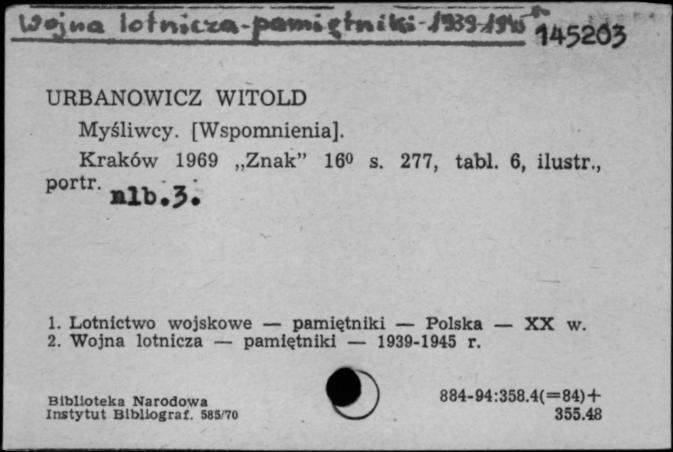 Wojna lotnicza-pamiętniki-1939-1945
145203
URBANOWICZ WITOLD
Myśliwcy. [Wspomnienia].
Kraków 1969 „Znak” 16⁰ s. 277, tabl. 6, ilustr.,
portr. nlb. 3.
1. Lotnictwo wojskowe — pamiętniki — Polska — XX w.
2. Wojna lotnicza — pamiętniki — 1939-1945 r.
Biblioteka Narodowa
Instytut Bibliograf. 585/70
884-94:358.4(=84)+
355.48